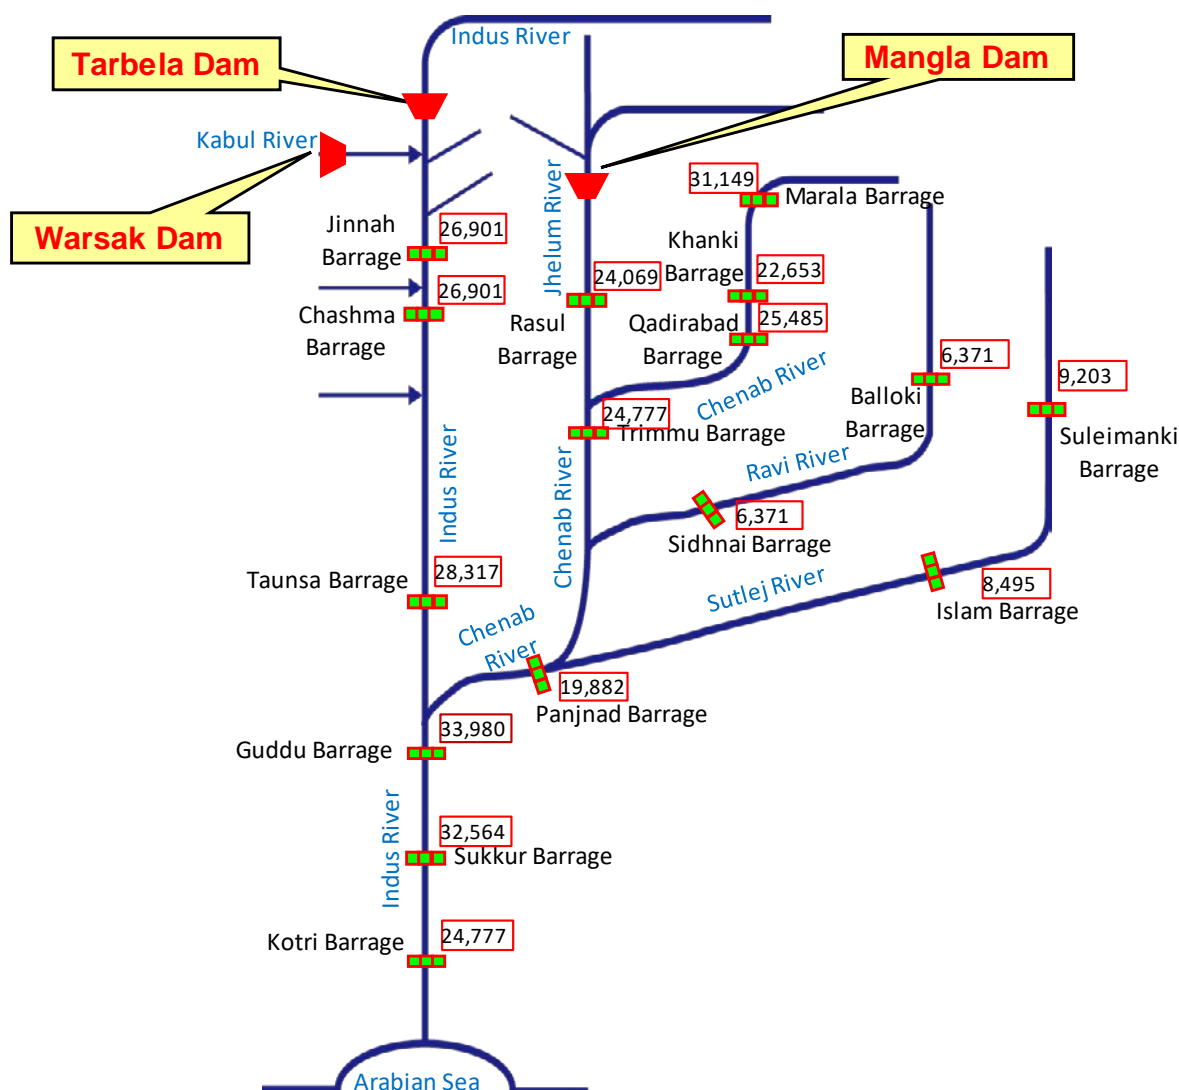 Indus River
Tarbela Dam
Mangla Dam
Kabul River
Warsak Dam
Jhelum River
31,149
Marala Barrage
Jinnah
Barrage
26,901
Khanki
Barrage
22,653
24,069
26,901
Chashma
Barrage
Rasul
Barrage
Qadirabad
Barrage
25,485
Chenab River
6,371
Balloki
Barrage
9,203
Suleimanki
Barrage
24,777
Trimmu Barrage
Indus River
Chenab River
Ravi River
6,371
Sidhnai Barrage
Taunsa Barrage
28,317
Sutlej River
8,495
Islam Barrage
Chenab
River
19,882
Panjnad Barrage
33,980
Guddu Barrage
Indus River
32,564
Sukkur Barrage
Kotri Barrage
24,777
Arabian Sea